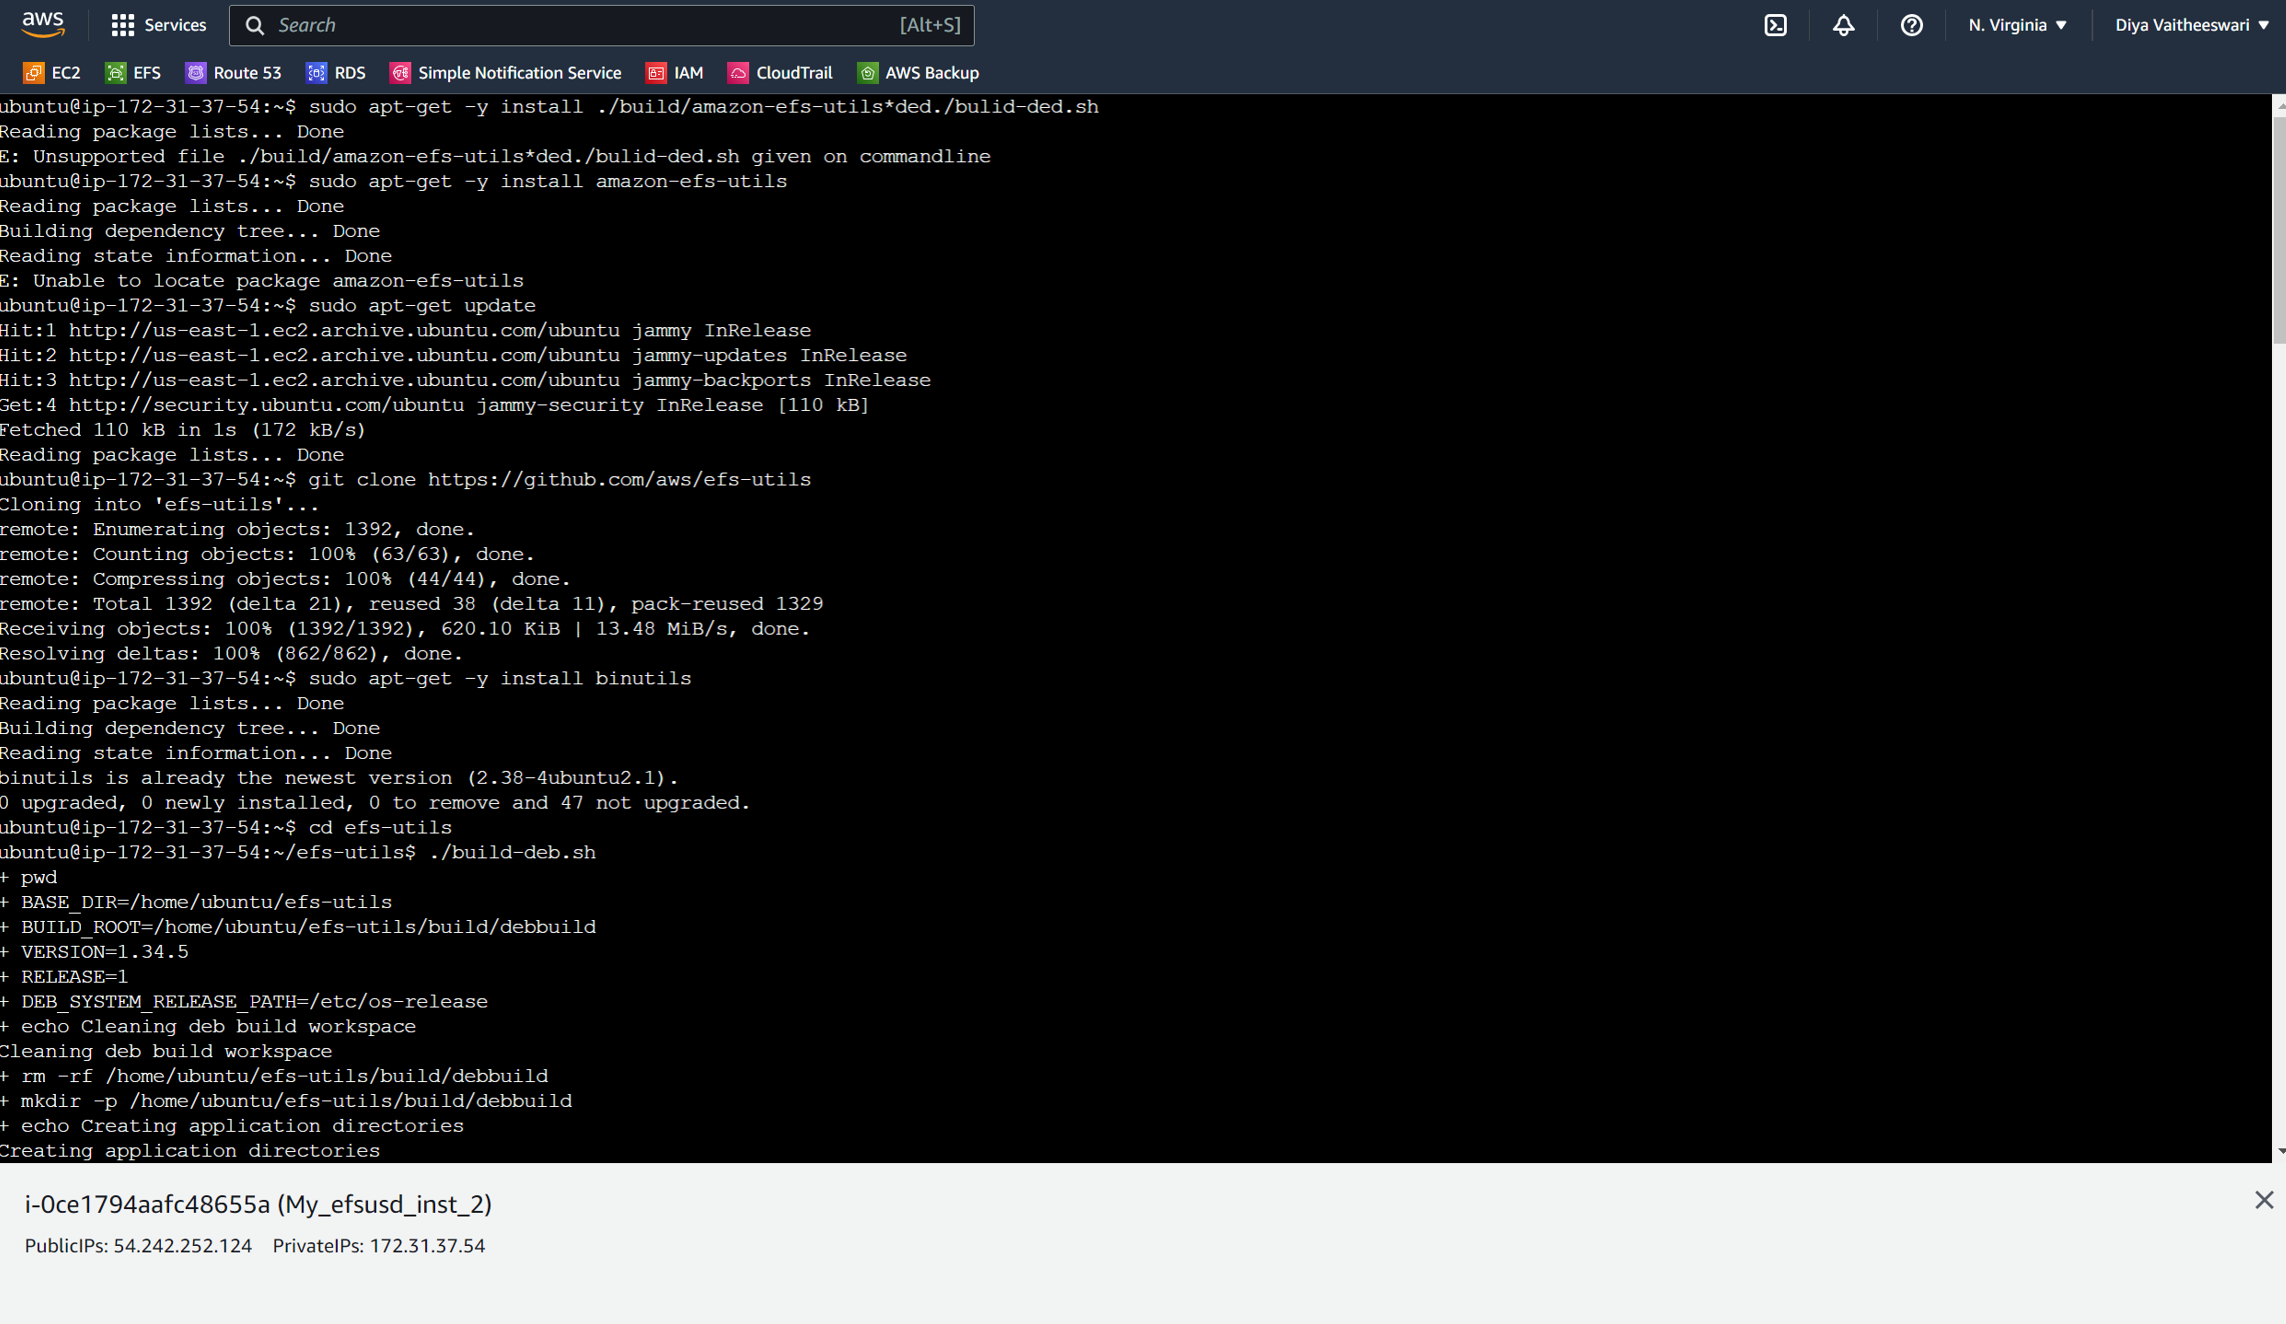 aws
Services
Search [Alt+S]
N. Virginia
Diya Vaitheeswari
EC2 EFS Route 53 RDS Simple Notification Service IAM CloudTrail AWS Backup
ubuntu@ip-172-31-37-54:~$ sudo apt-get -y install ./build/amazon-efs-utils*ded./bulid-ded.sh
Reading package lists... Done
E: Unsupported file ./build/amazon-efs-utils*ded./bulid-ded.sh given on commandline
ubuntu@ip-172-31-37-54:~$ sudo apt-get -y install amazon-efs-utils
Reading package lists... Done
Building dependency tree... Done
Reading state information... Done
E: Unable to locate package amazon-efs-utils
ubuntu@ip-172-31-37-54:~$ sudo apt-get update
Hit:1 http://us-east-1.ec2.archive.ubuntu.com/ubuntu jammy InRelease
Hit:2 http://us-east-1.ec2.archive.ubuntu.com/ubuntu jammy-updates InRelease
Hit:3 http://us-east-1.ec2.archive.ubuntu.com/ubuntu jammy-backports InRelease
Get:4 http://security.ubuntu.com/ubuntu jammy-security InRelease [110 kB]
Fetched 110 kB in 1s (172 kB/s)
Reading package lists... Done
ubuntu@ip-172-31-37-54:~$ git clone https://github.com/aws/efs-utils
Cloning into 'efs-utils'...
remote: Enumerating objects: 1392, done.
remote: Counting objects: 100% (63/63), done.
remote: Compressing objects: 100% (44/44), done.
remote: Total 1392 (delta 21), reused 38 (delta 11), pack-reused 1329
Receiving objects: 100% (1392/1392), 620.10 KiB | 13.48 MiB/s, done.
Resolving deltas: 100% (862/862), done.
ubuntu@ip-172-31-37-54:~$ sudo apt-get -y install binutils
Reading package lists... Done
Building dependency tree... Done
Reading state information... Done
binutils is already the newest version (2.38-4ubuntu2.1).
0 upgraded, 0 newly installed, 0 to remove and 47 not upgraded.
ubuntu@ip-172-31-37-54:~$ cd efs-utils
ubuntu@ip-172-31-37-54:~/efs-utils$ ./build-deb.sh
+ pwd
+ BASE_DIR=/home/ubuntu/efs-utils
+ BUILD_ROOT=/home/ubuntu/efs-utils/build/debbuild
+ VERSION=1.34.5
+ RELEASE=1
+ DEB_SYSTEM_RELEASE_PATH=/etc/os-release
+ echo Cleaning deb build workspace
Cleaning deb build workspace
+ rm -rf /home/ubuntu/efs-utils/build/debbuild
+ mkdir -p /home/ubuntu/efs-utils/build/debbuild
+ echo Creating application directories
Creating application directories
i-0ce1794aafc48655a (My_efsusd_inst_2)
PublicIPs: 54.242.252.124 PrivateIPs: 172.31.37.54